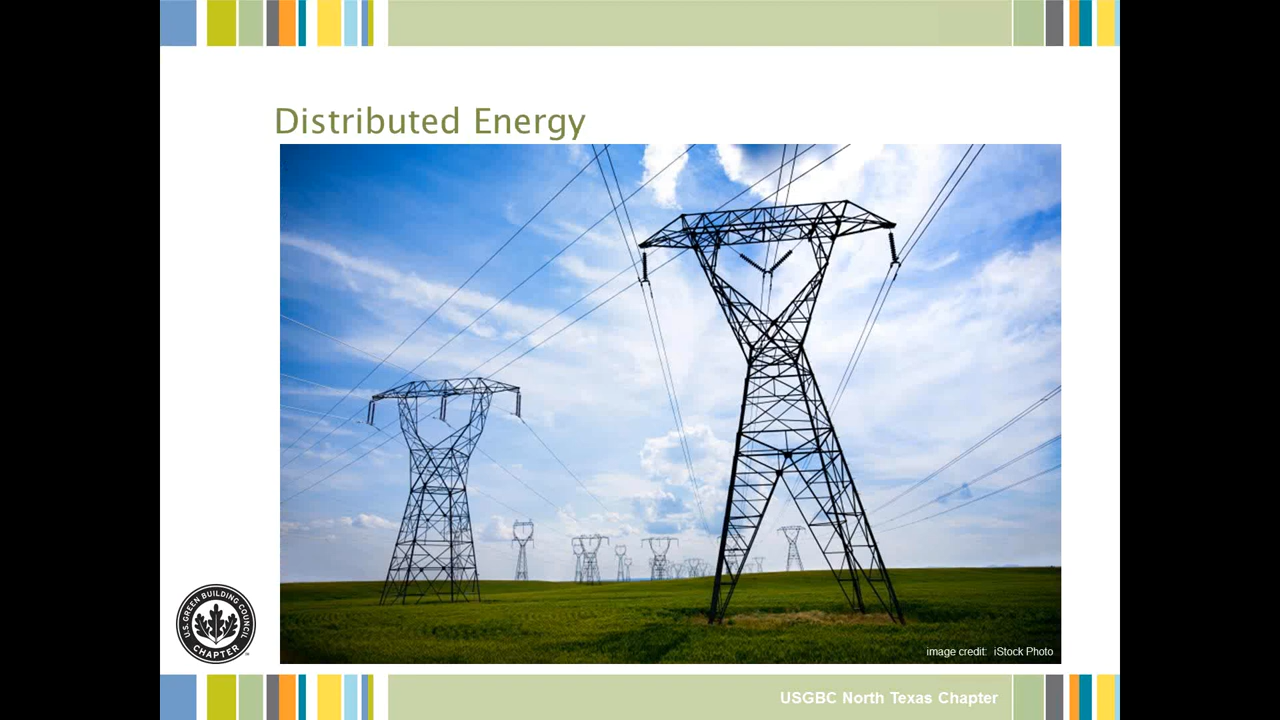 Distributed Energy
U.S. GREEN BUILDING COUNCIL
CHAPTER
image credit: iStock Photo
USGBC North Texas Chapter